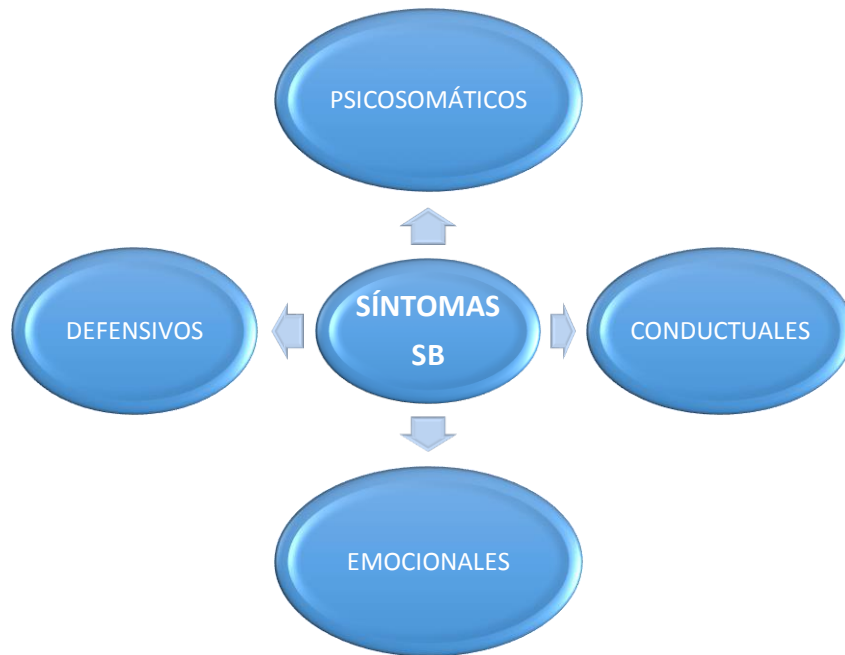 PSICOSOMÁTICOS
DEFENSIVOS
SÍNTOMAS
SB
CONDUCTUALES
EMOCIONALES